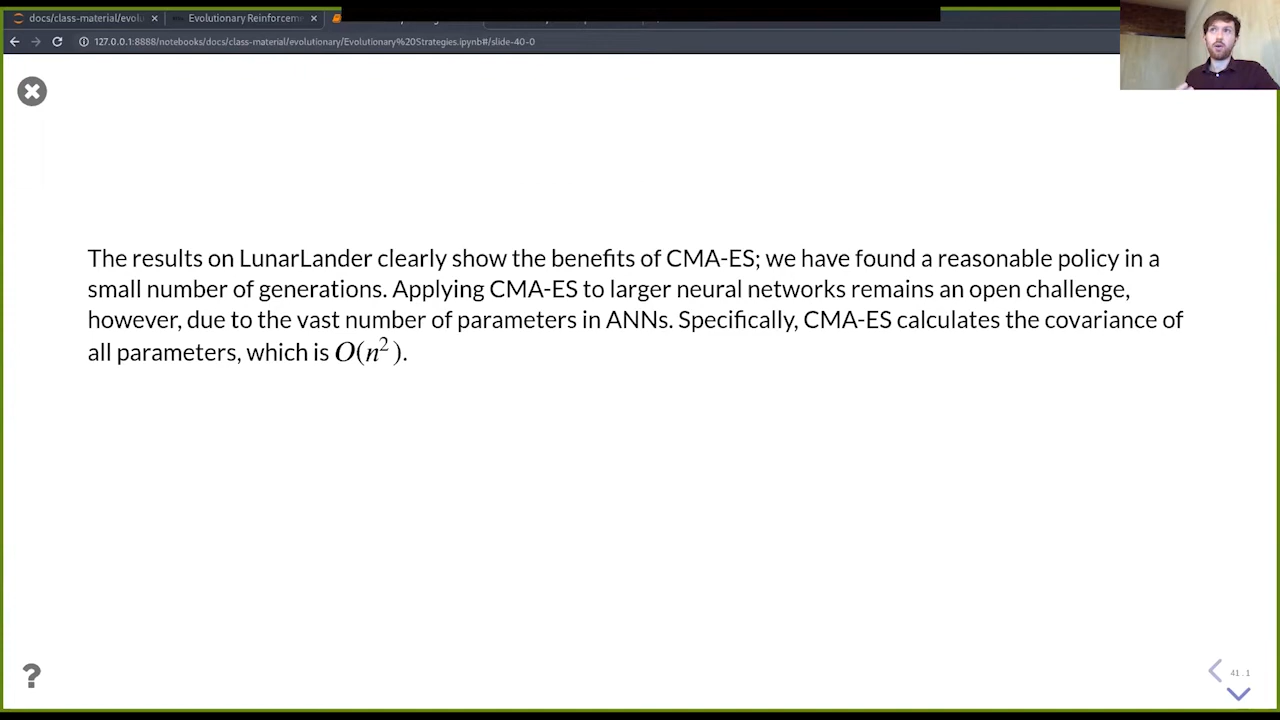 docs/class-material/evolu
Evolutionary Reinforcem
127.0.0.1:8888/notebooks/docs/class-material/evolutionary/Evolutionary%20Strategies.ipynb#/slide-40-0
The results on LunarLander clearly show the benefits of CMA-ES; we have found a reasonable policy in a
small number of generations. Applying CMA-ES to larger neural networks remains an open challenge,
however, due to the vast number of parameters in ANNs. Specifically, CMA-ES calculates the covariance of
all parameters, which is O(n²).
?
41.1